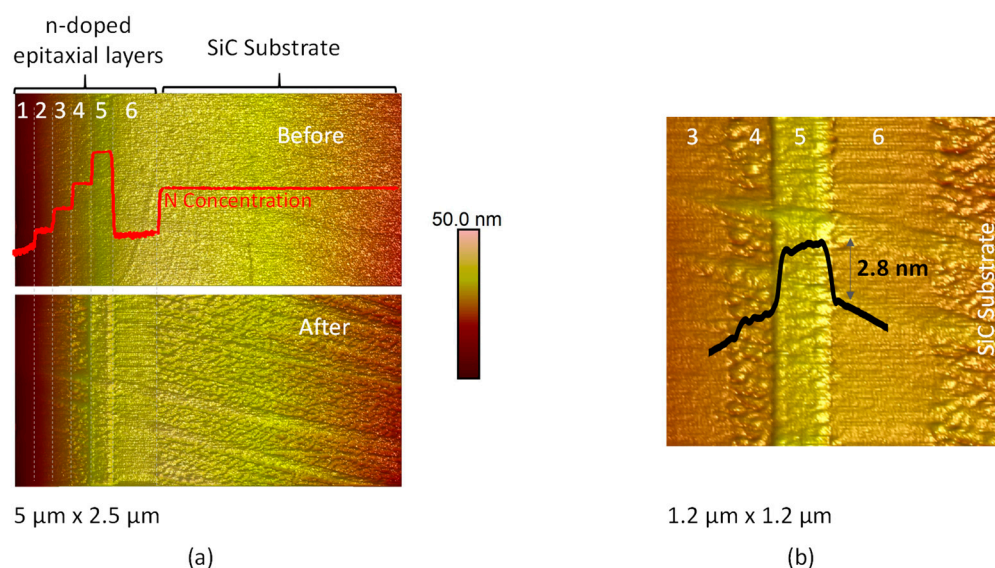 n-doped
epitaxial layers
SiC Substrate
1 2 3 4 5 6
Before
N Concentration
50.0 nm
After
5 µm x 2.5 µm
(a)
3 4 5 6
2.8 nm
SiC Substrate
1.2 µm x 1.2 µm
(b)